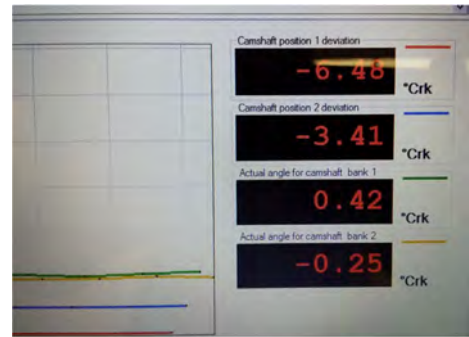 Camshaft position 1 deviation
-6.48
°Crk
Camshaft position 2 deviation
-3.41
°Crk
Actual angle for camshaft bank 1
0.42
°Crk
Actual angle for camshaft bank 2
-0.25
°Crk